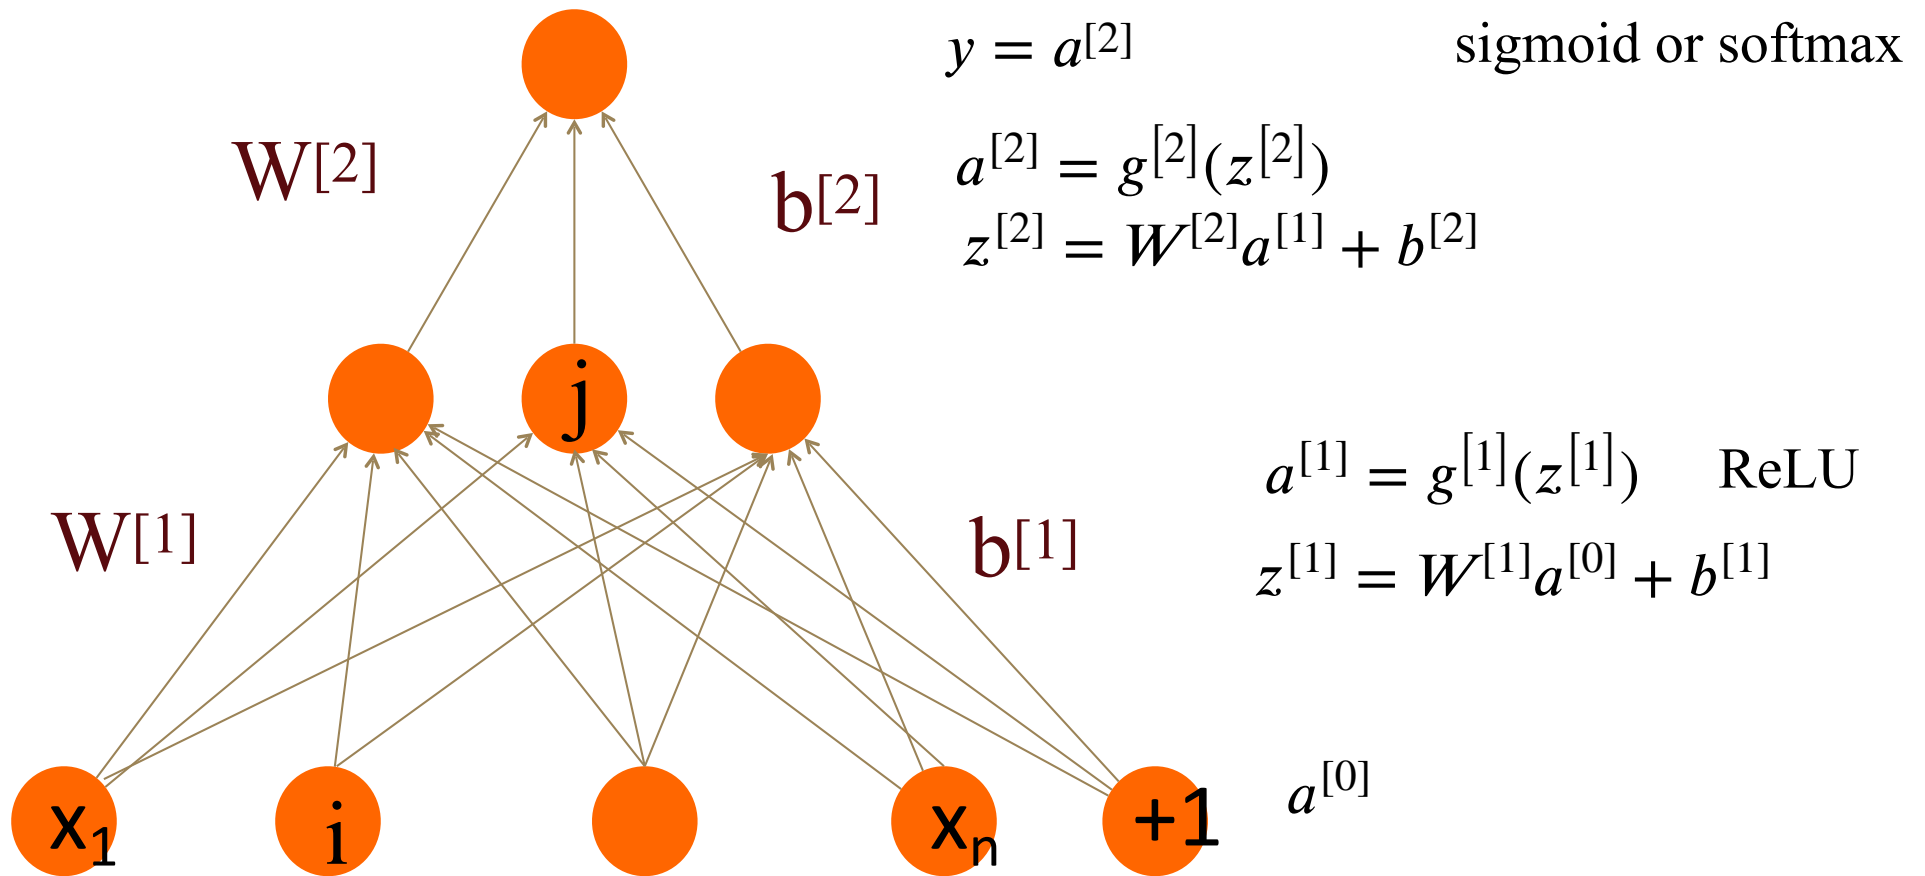 y = a[2] sigmoid or softmax
W[2] b[2] a[2] = g[2](z[2])
z[2] = W[2]a[1] + b[2]
j
a[1] = g[1](z[1]) ReLU
W[1] b[1] z[1] = W[1]a[0] + b[1]
x1 i xn +1 a[0]